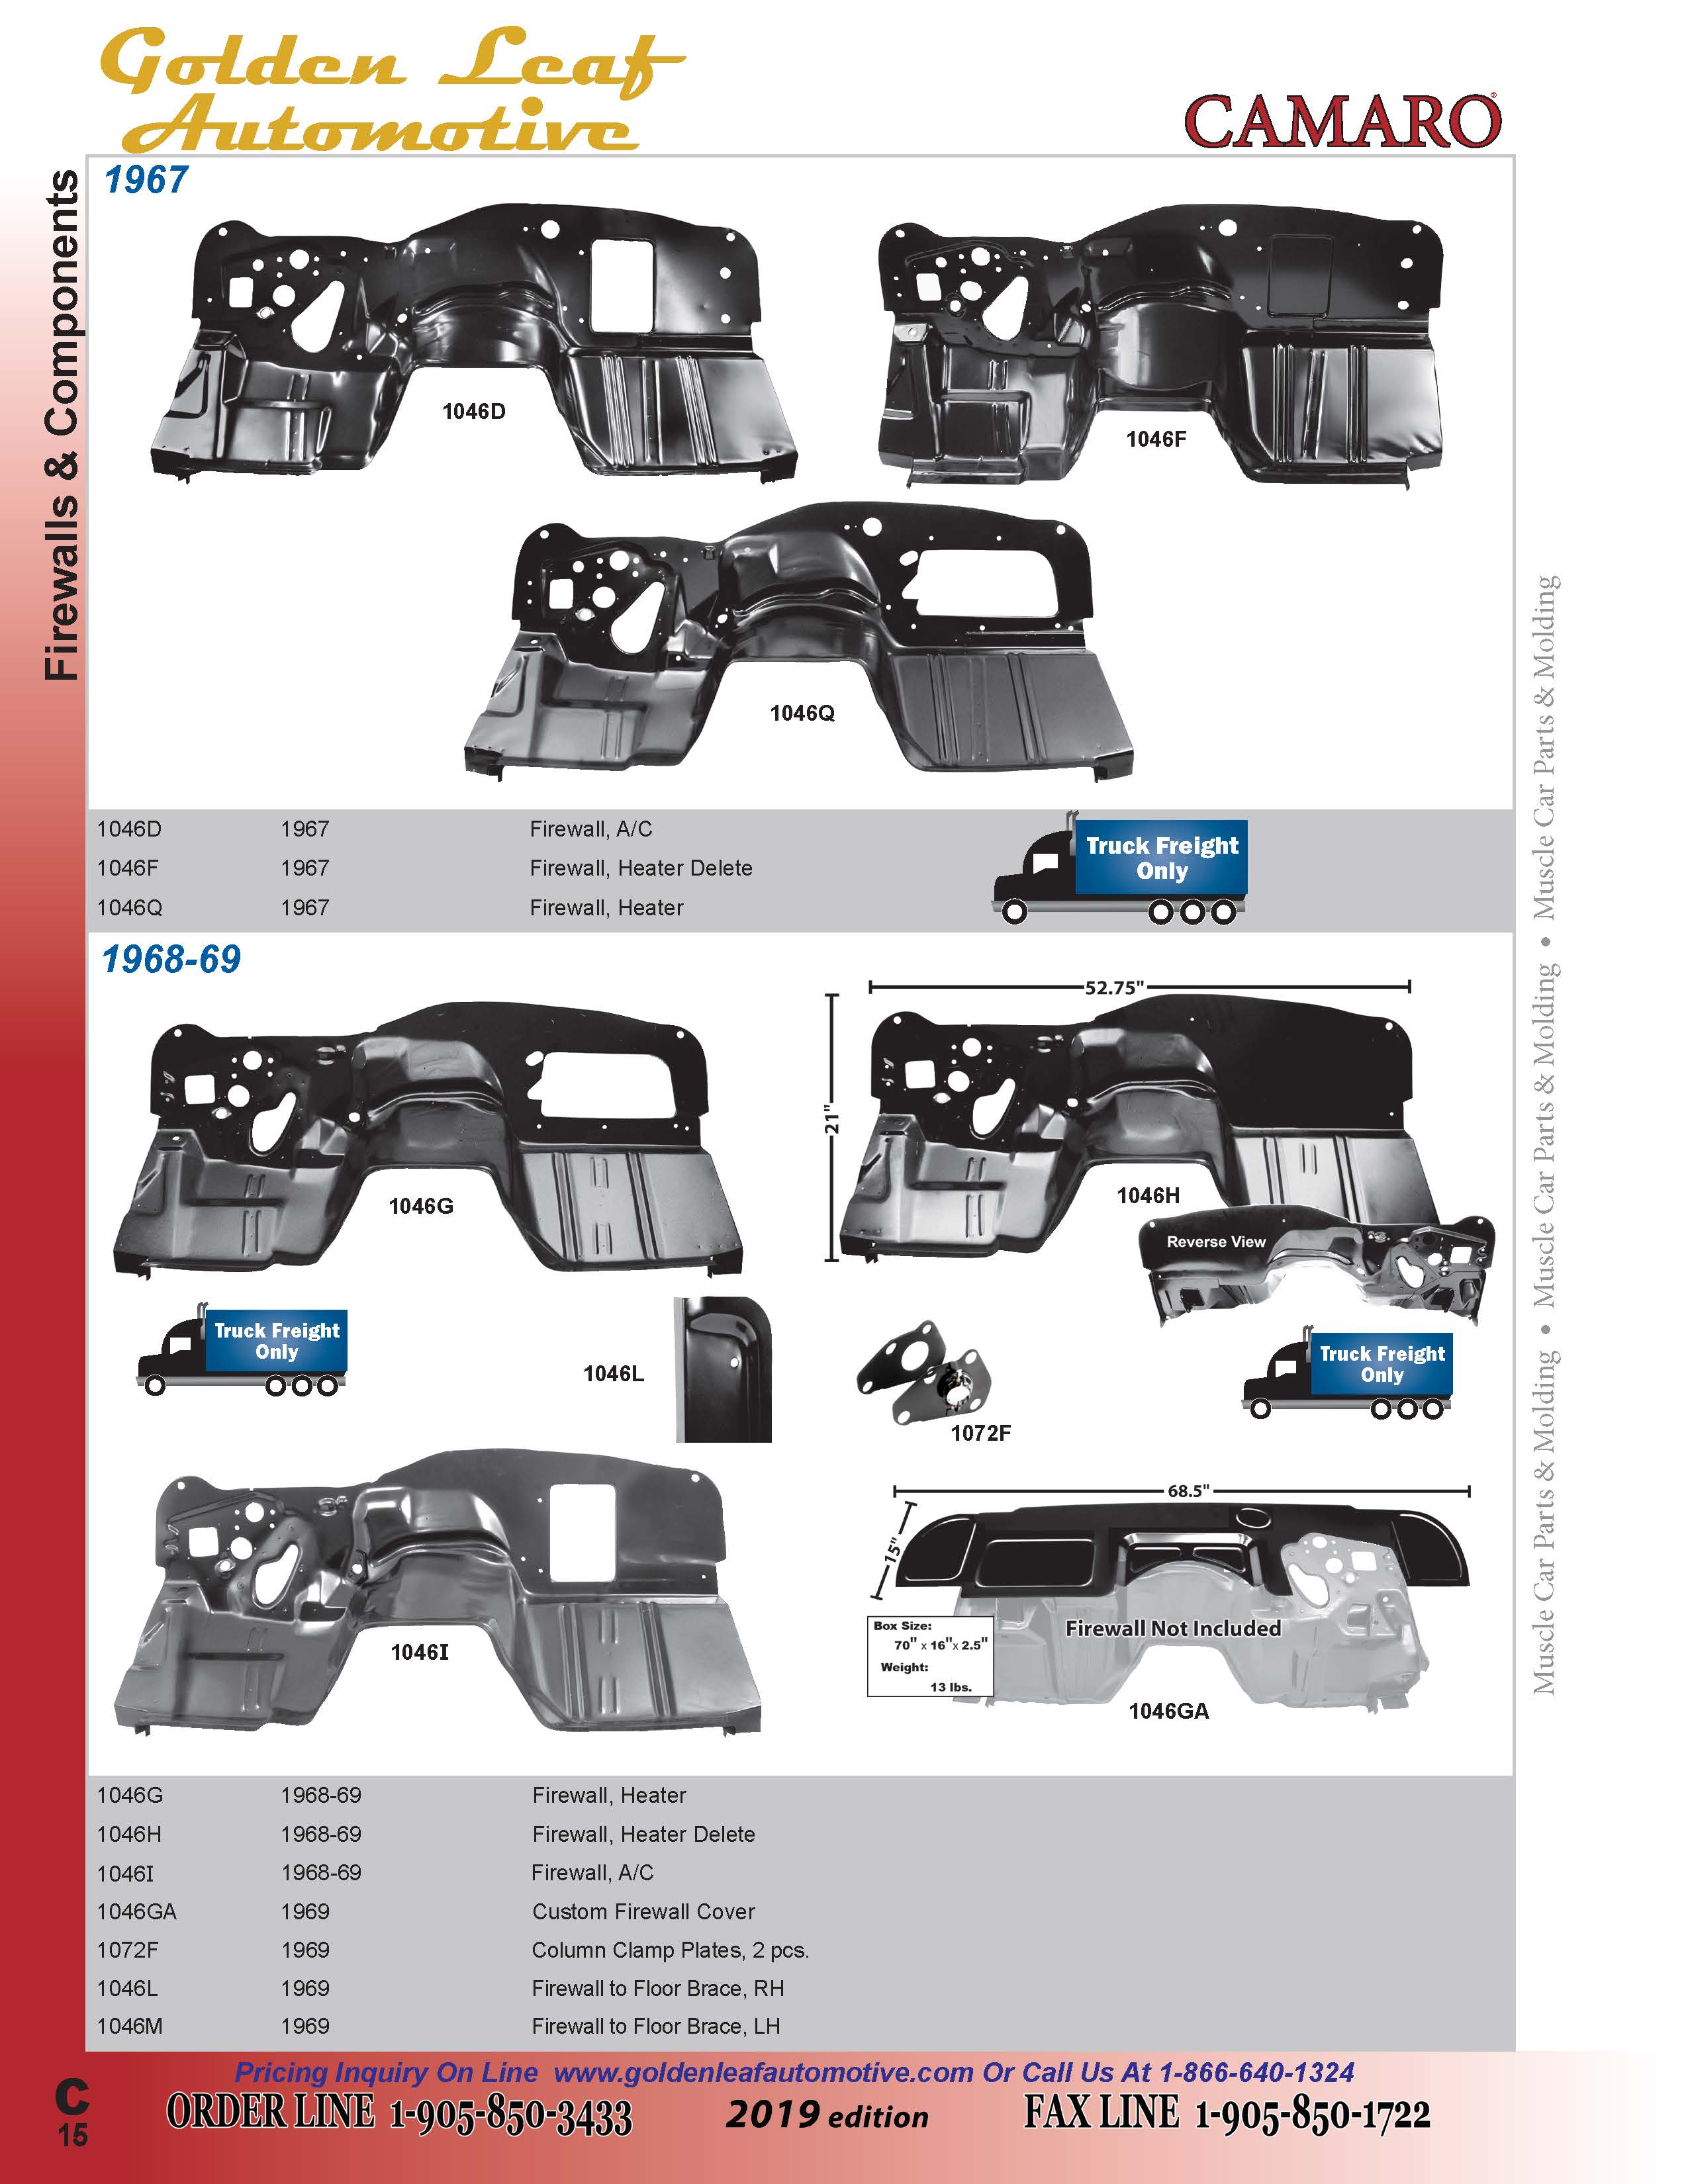 Golden Leaf
Automotive
CAMARO®
Firewalls & Components
1967
1046D
1046F
1046Q
1046D 1967 Firewall, A/C
1046F 1967 Firewall, Heater Delete
1046Q 1967 Firewall, Heater
Truck Freight
Only
1968-69
52.75"
21"
1046G
1046H
Reverse View
Truck Freight
Only
1046L
1072F
Truck Freight
Only
68.5"
15"
1046I
Box Size:
70" x 16" x 2.5"
Weight:
13 lbs.
Firewall Not Included
1046GA
1046G 1968-69 Firewall, Heater
1046H 1968-69 Firewall, Heater Delete
1046I 1968-69 Firewall, A/C
1046GA 1969 Custom Firewall Cover
1072F 1969 Column Clamp Plates, 2 pcs.
1046L 1969 Firewall to Floor Brace, RH
1046M 1969 Firewall to Floor Brace, LH
Muscle Car Parts & Molding • Muscle Car Parts & Molding • Muscle Car Parts & Molding
Pricing Inquiry On Line www.goldenleafautomotive.com Or Call Us At 1-866-640-1324
C
15
ORDER LINE 1-905-850-3433 2019 edition FAX LINE 1-905-850-1722